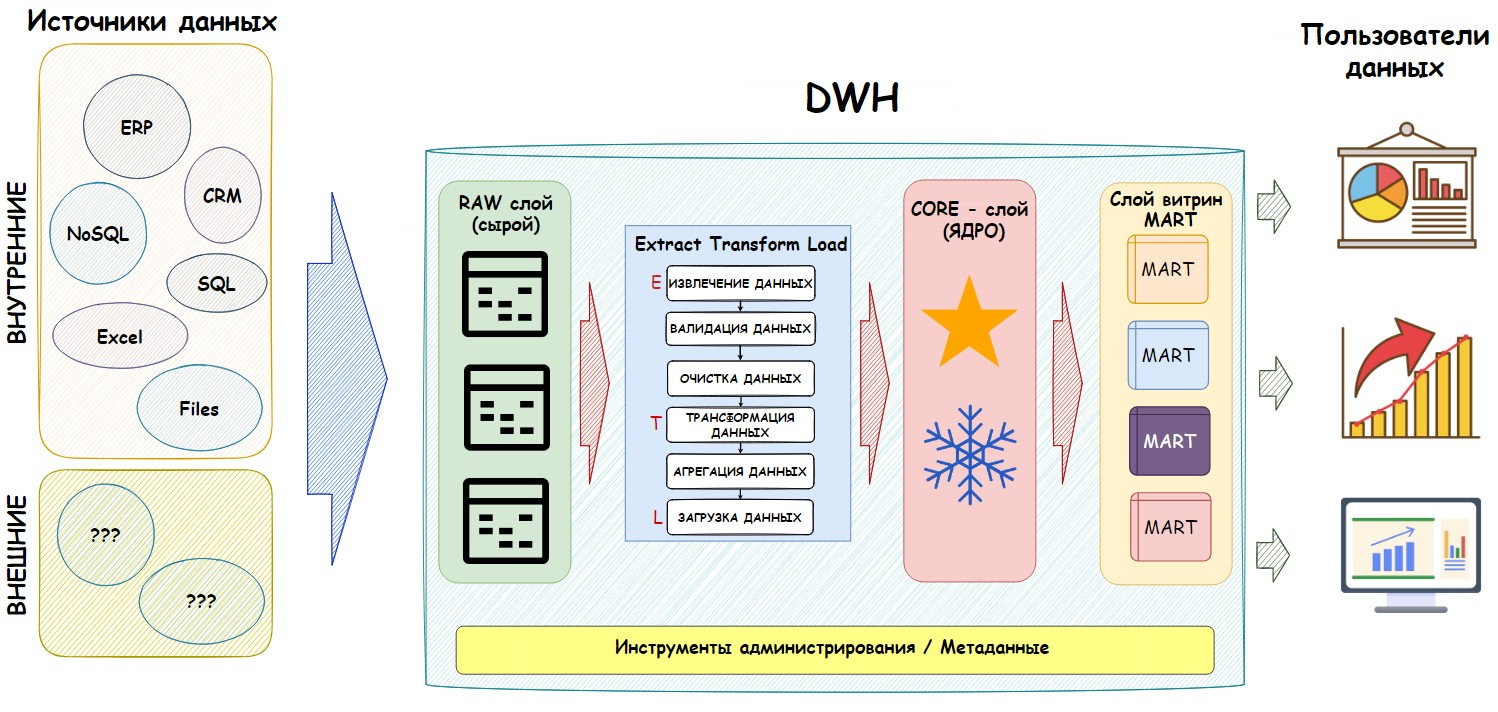 Источники данных
ВНУТРЕННИЕ
ERP
CRM
NoSQL
SQL
Excel
Files
ВНЕШНИЕ
???
???
DWH
RAW слой
(сырой)
Extract Transform Load
E
ИЗВЛЕЧЕНИЕ ДАННЫХ
ВАЛИДАЦИЯ ДАННЫХ
ОЧИСТКА ДАННЫХ
T
ТРАНСФОРМАЦИЯ
ДАННЫХ
АГРЕГАЦИЯ ДАННЫХ
L
ЗАГРУЗКА ДАННЫХ
CORE - слой
(ЯДРО)
Слой витрин
MART
MART
MART
MART
MART
Инструменты администрирования / Метаданные
Пользователи
данных